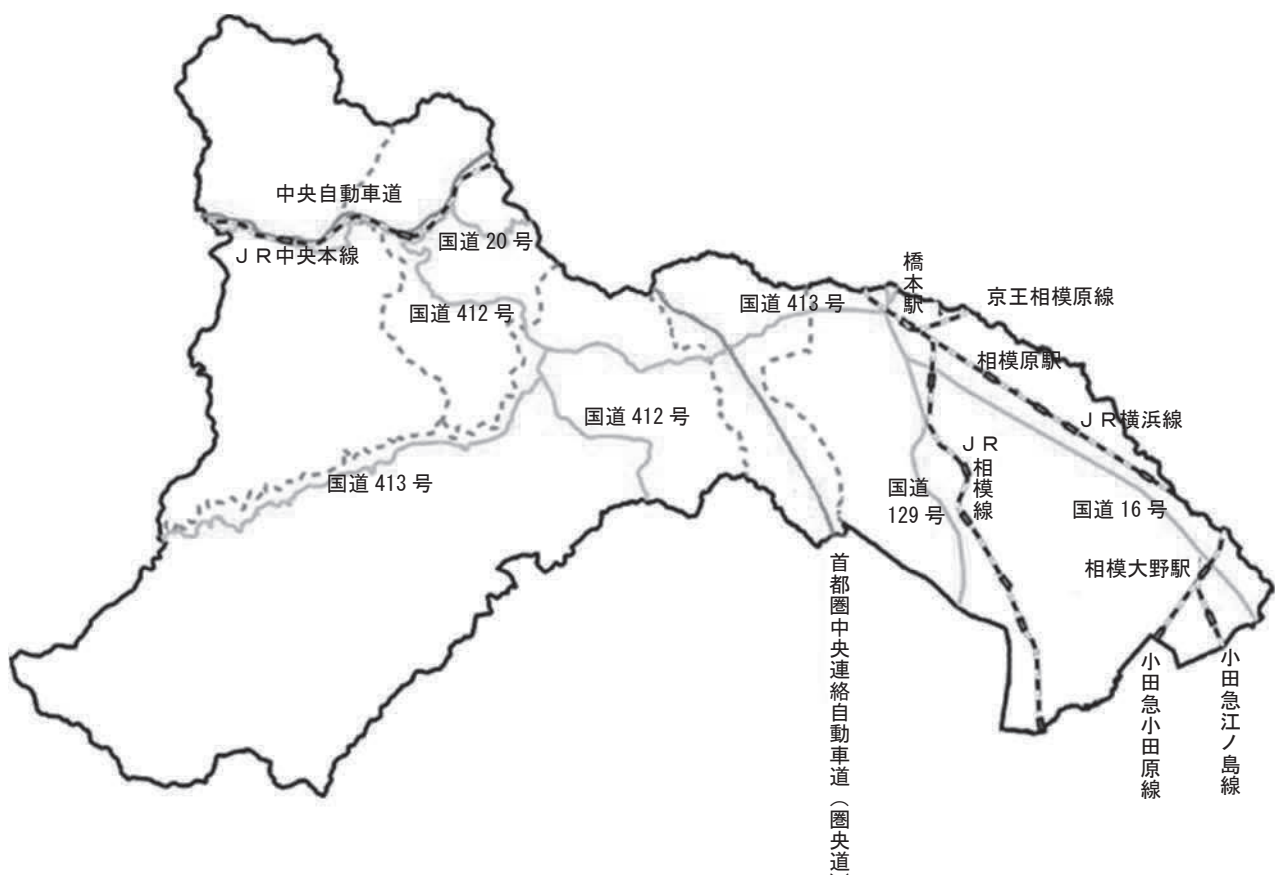 中央自動車道
JR中央本線
国道 20 号
国道 412 号
国道 413 号
橋本駅
京王相模原線
相模原駅
JR横浜線
国道 412 号
国道 413 号
国道
129 号
JR
相模線
国道 16 号
相模大野駅
首都圏中央連絡自動車道（圏央道
小田急小田原線
小田急江ノ島線